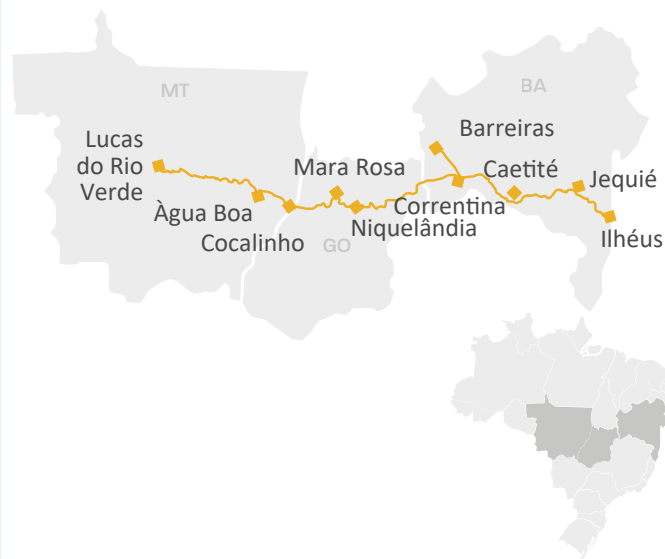 MT
BA
Barreiras
Lucas
do Rio
Verde
Mara Rosa
Caetité
Jequié
Àgua Boa
Correntina
Niquelândia
Cocalinho
GO
Ilhéus